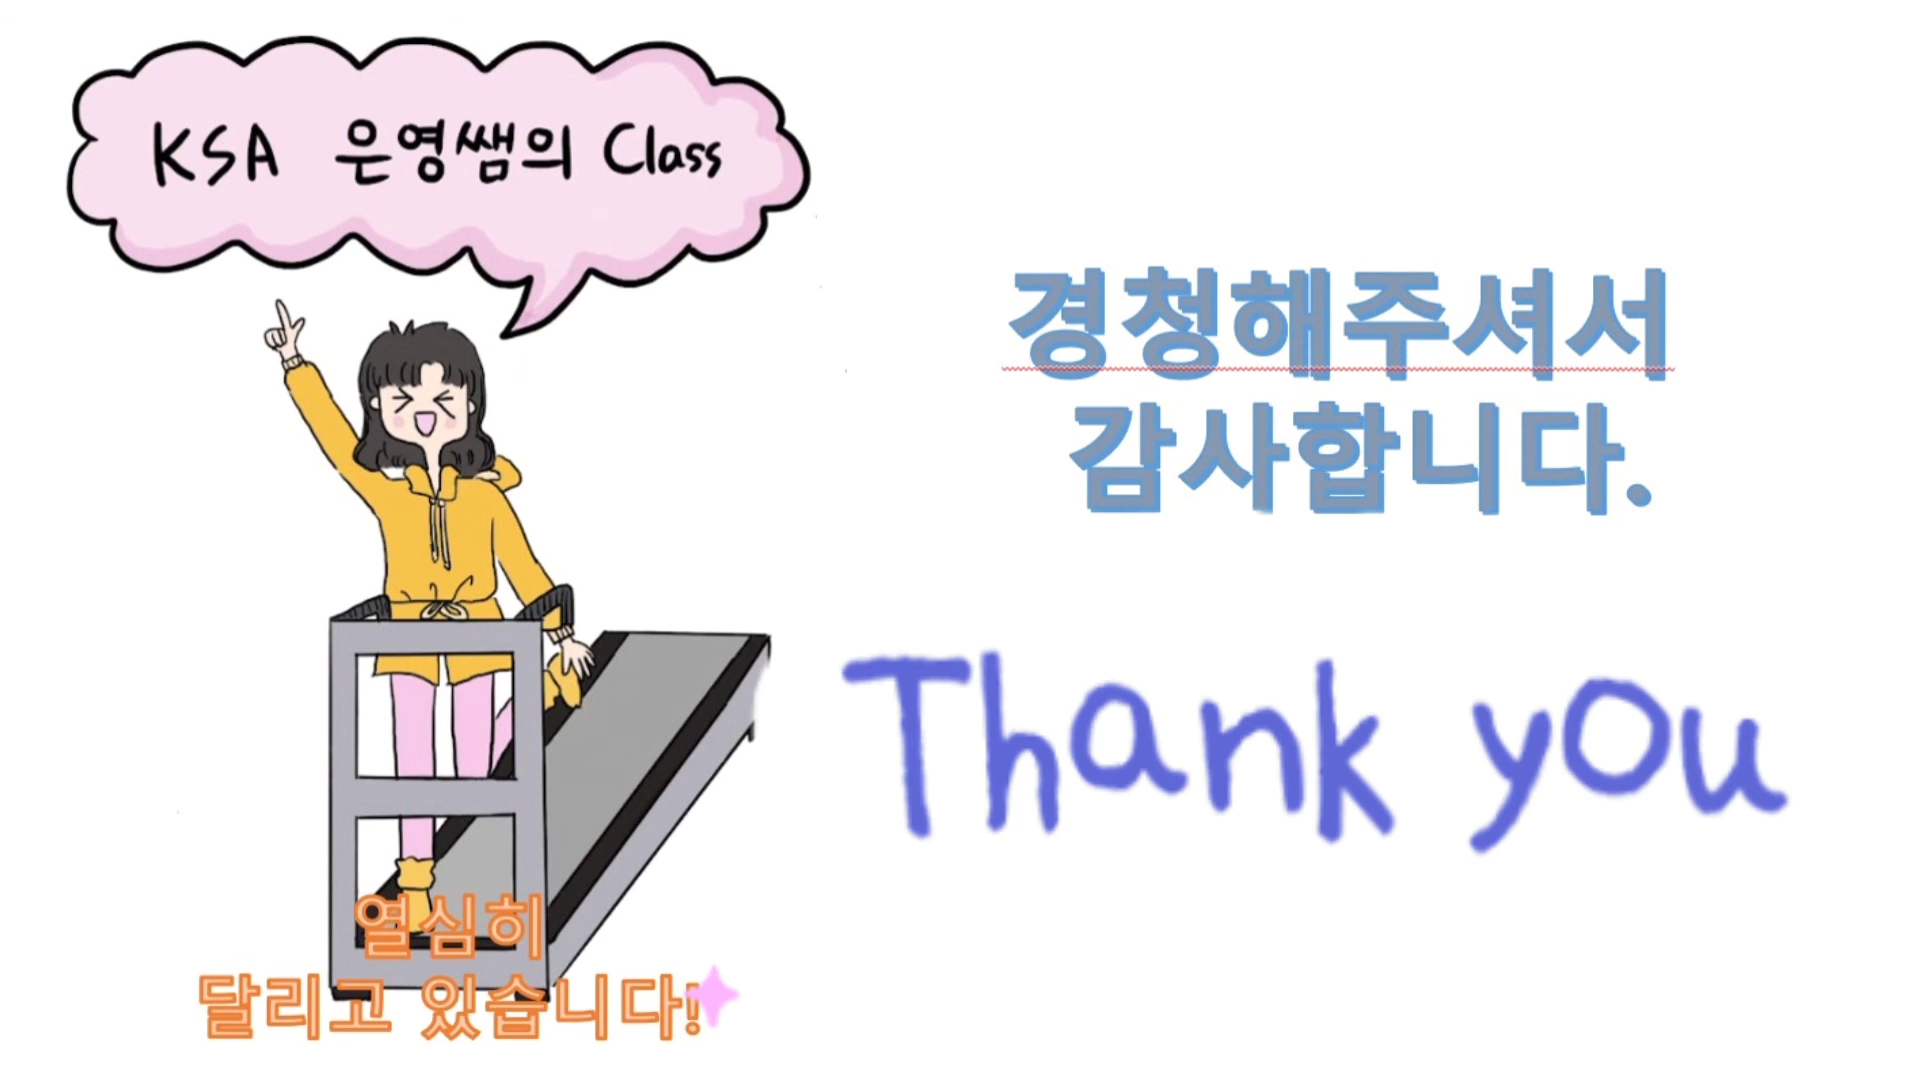 KSA 은영쌤의 Class
경청해주셔서
감사합니다.
Thank you
열심히
달리고 있습니다!